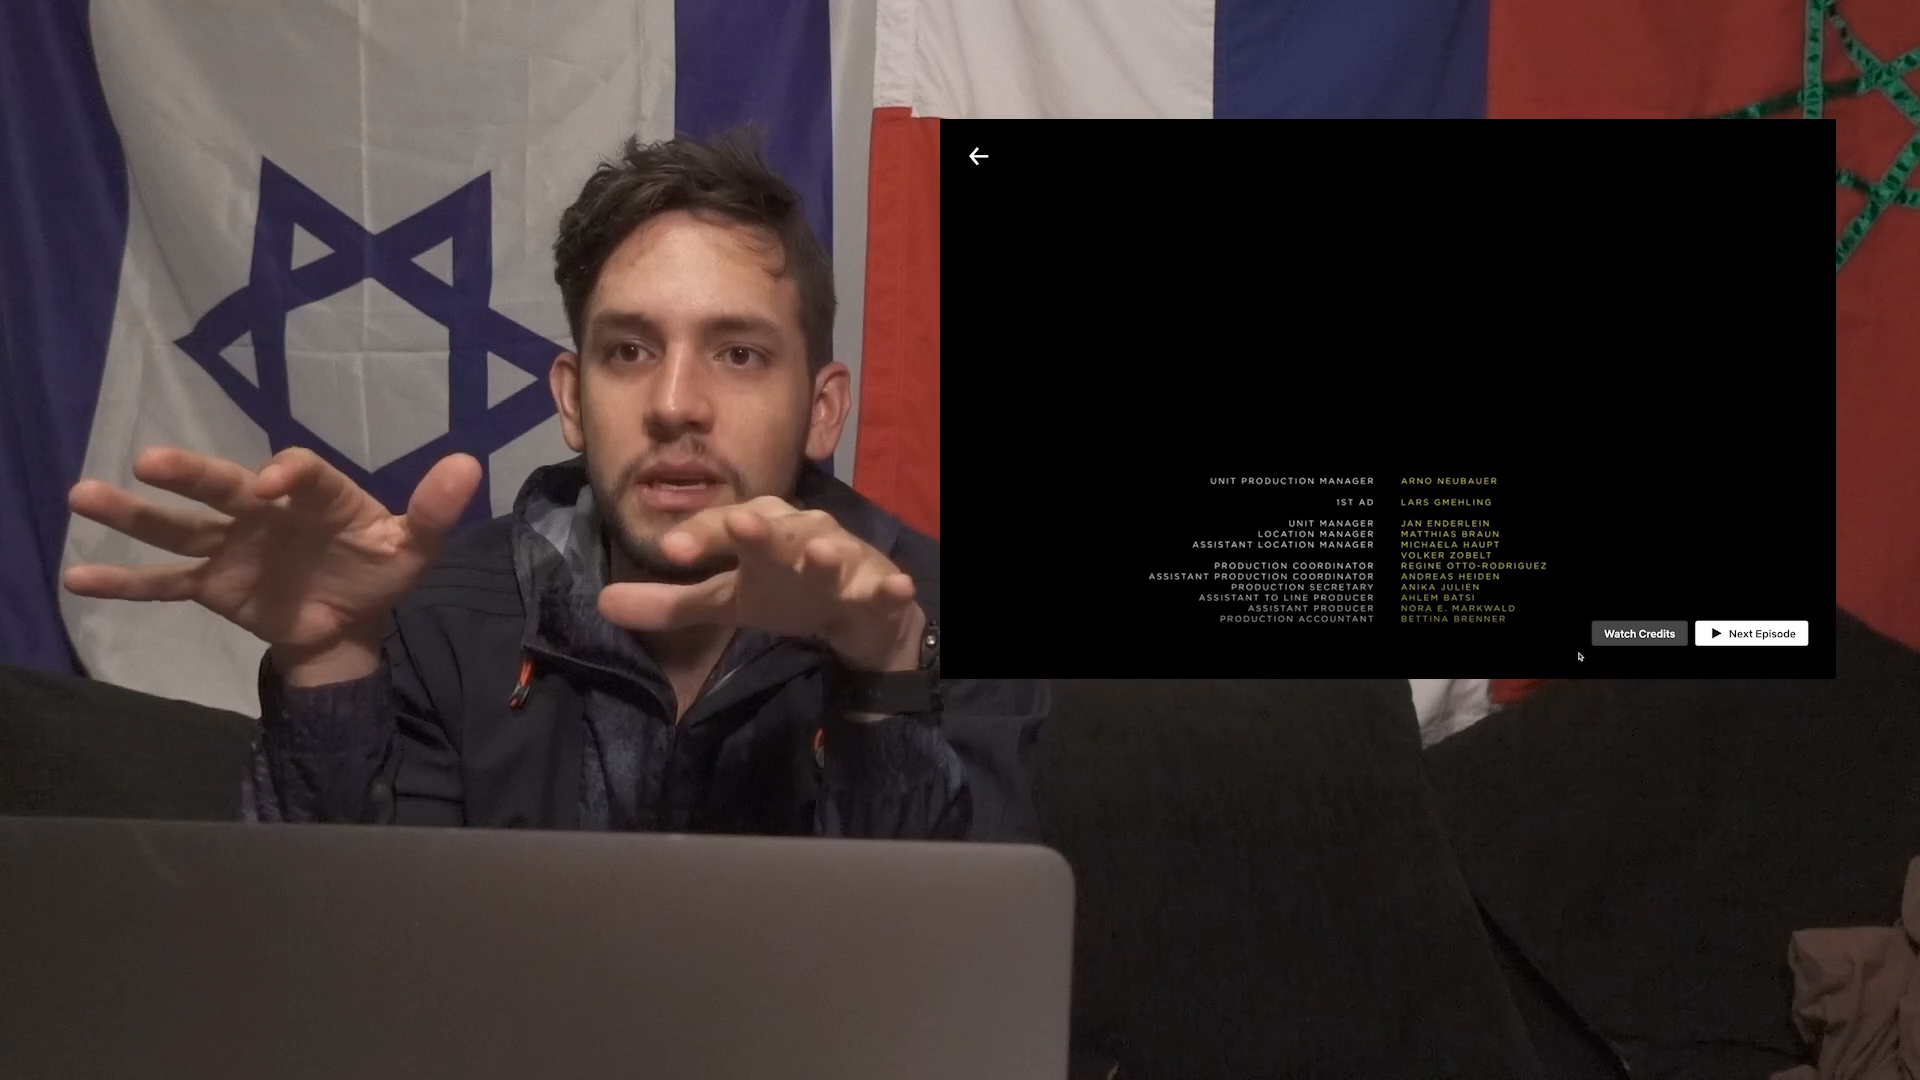 UNIT PRODUCTION MANAGER ARNO NEUBAUER
1ST AD LARS GMEHLING
UNIT MANAGER JAN ENDERLEIN
LOCATION MANAGER MATTHIAS BRAUN
ASSISTANT LOCATION MANAGER MICHAELA HAUPT
VOLKER ZOBELT
PRODUCTION COORDINATOR REGINE OTTO-RODRIGUEZ
ASSISTANT PRODUCTION COORDINATOR ANDREAS HEIDEN
PRODUCTION SECRETARY ANIKA JULIEN
ASSISTANT TO LINE PRODUCER AHLEM BATSI
ASSISTANT PRODUCER NORA E. MARKWALD
PRODUCTION ACCOUNTANT BETTINA BRENNER
Watch Credits Next Episode